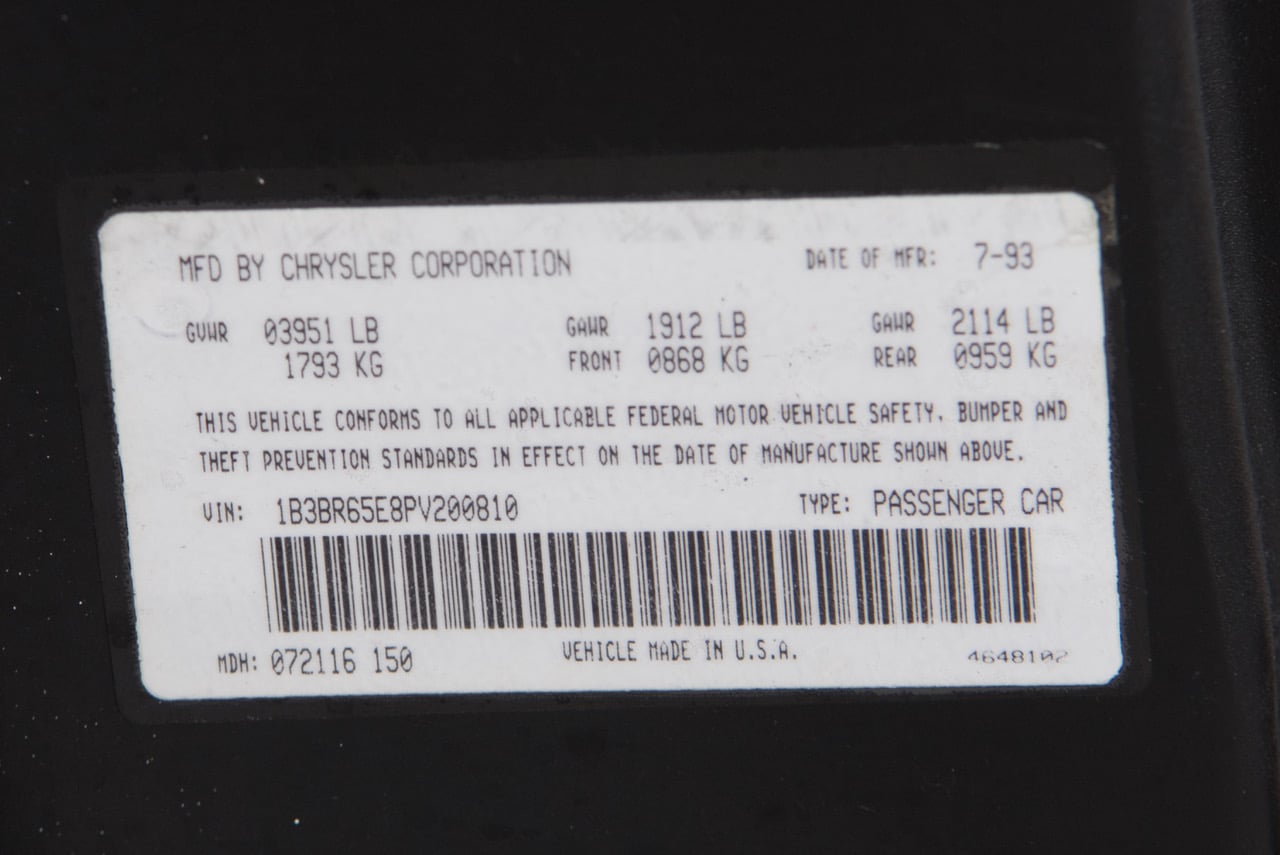 MFD BY CHRYSLER CORPORATION DATE OF MFR: 7-93
GVWR 03951 LB GAWR 1912 LB GAWR 2114 LB
1793 KG FRONT 0868 KG REAR 0959 KG
THIS VEHICLE CONFORMS TO ALL APPLICABLE FEDERAL MOTOR VEHICLE SAFETY, BUMPER AND
THEFT PREVENTION STANDARDS IN EFFECT ON THE DATE OF MANUFACTURE SHOWN ABOVE.
VIN: 1B3BR65E8PV200810 TYPE: PASSENGER CAR
MDH: 072116 150 VEHICLE MADE IN U.S.A. 4648102